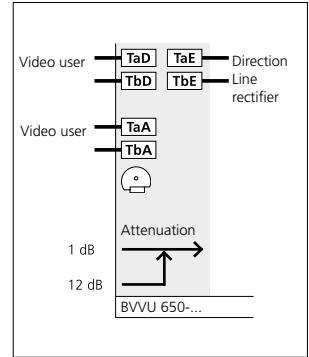 Video user TaD TaE Direction
TbD TbE Line
rectifier
Video user TaA
TbA
Attenuation
1 dB
12 dB
BVVU 650-...